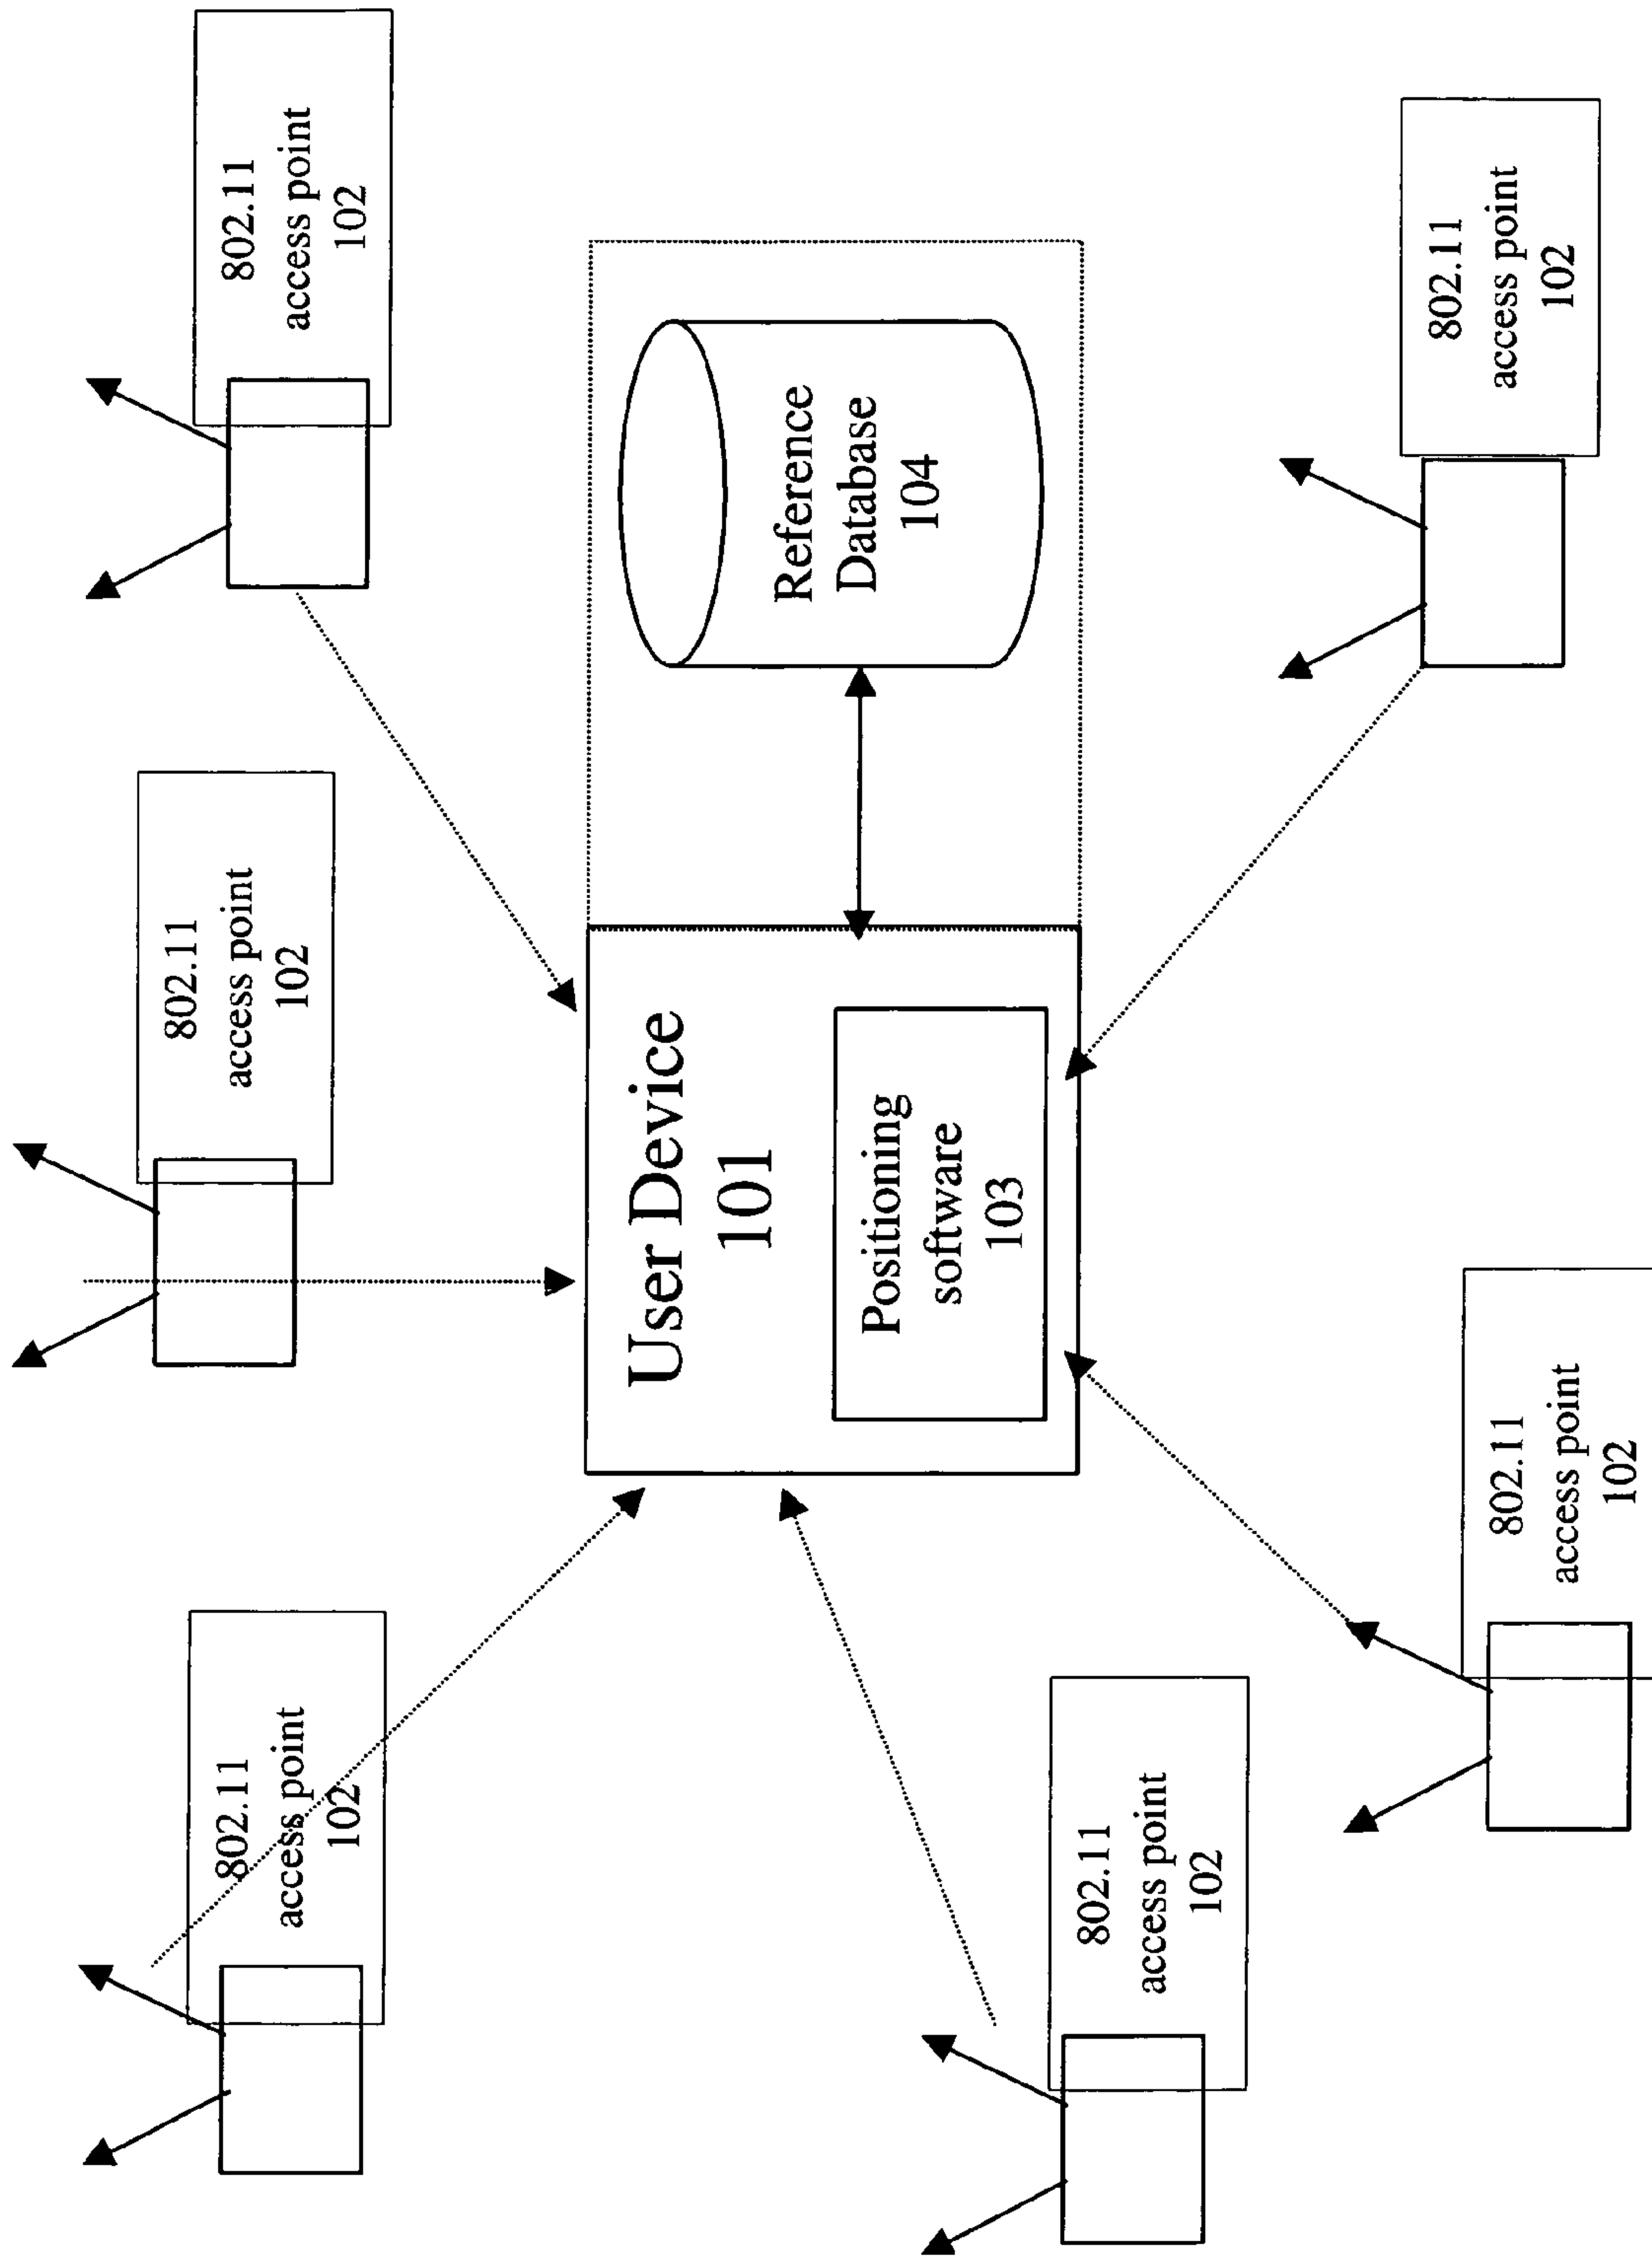 802.11
access point
102
802.11
access point
102
802.11
access point
102
User Device
101
Positioning
software
103
Reference
Database
104
802.11
access point
102
802.11
access point
102
802.11
access point
102